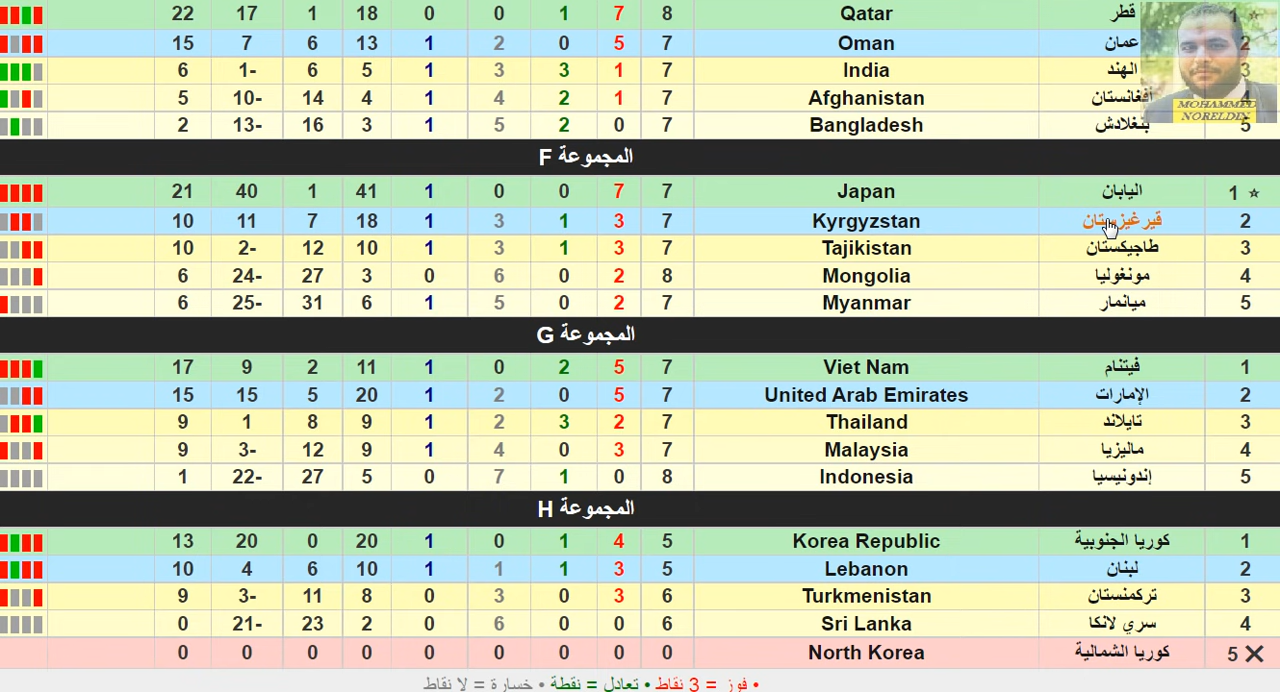 22 17 1 18 0 0 1 7 8 Qatar قطر 1
15 7 6 13 1 2 0 5 7 Oman عمان 2
6 1- 6 5 1 3 3 1 7 India الهند 3
5 10- 14 4 1 4 2 1 7 Afghanistan أفغانستان 4
2 13- 16 3 1 5 2 0 7 Bangladesh بنغلادش 5
MOHAMMED
NORELDIN
المجموعة F
21 40 1 41 0 0 0 7 7 Japan اليابان 1 ☆
10 11 7 18 1 3 1 3 7 Kyrgyzstan قيرغيزستان 2
10 2- 12 10 1 3 1 3 7 Tajikistan طاجيكستان 3
6 24- 27 3 0 6 0 2 8 Mongolia مونغوليا 4
6 25- 31 6 1 5 0 2 7 Myanmar ميانمار 5
المجموعة G
17 9 2 11 1 0 2 5 7 Viet Nam فيتنام 1
15 15 5 20 1 2 0 5 7 United Arab Emirates الإمارات 2
9 1 8 9 1 2 3 2 7 Thailand تايلاند 3
9 3- 12 9 1 4 0 3 7 Malaysia ماليزيا 4
1 22- 27 5 0 7 1 0 8 Indonesia إندونيسيا 5
المجموعة H
13 20 0 20 1 0 1 4 5 Korea Republic كوريا الجنوبية 1
10 4 6 10 1 1 1 3 5 Lebanon لبنان 2
9 3- 11 8 0 3 0 3 6 Turkmenistan تركمنستان 3
0 21- 23 2 0 6 0 0 6 Sri Lanka سري لانكا 4
0 0 0 0 0 0 0 0 0 North Korea كوريا الشمالية 5 ✕
• فوز = 3 نقاط • تعادل = نقطة • خسارة = لا نقاط